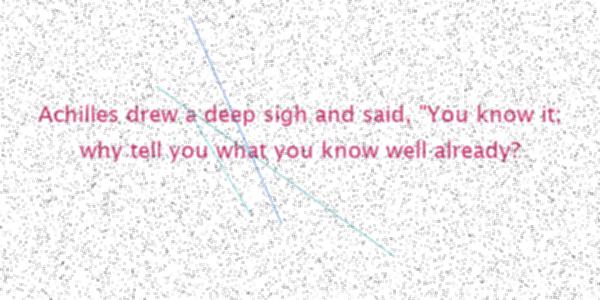 Achilles drew a deep sigh and said, "You know it;
why tell you what you know well already?